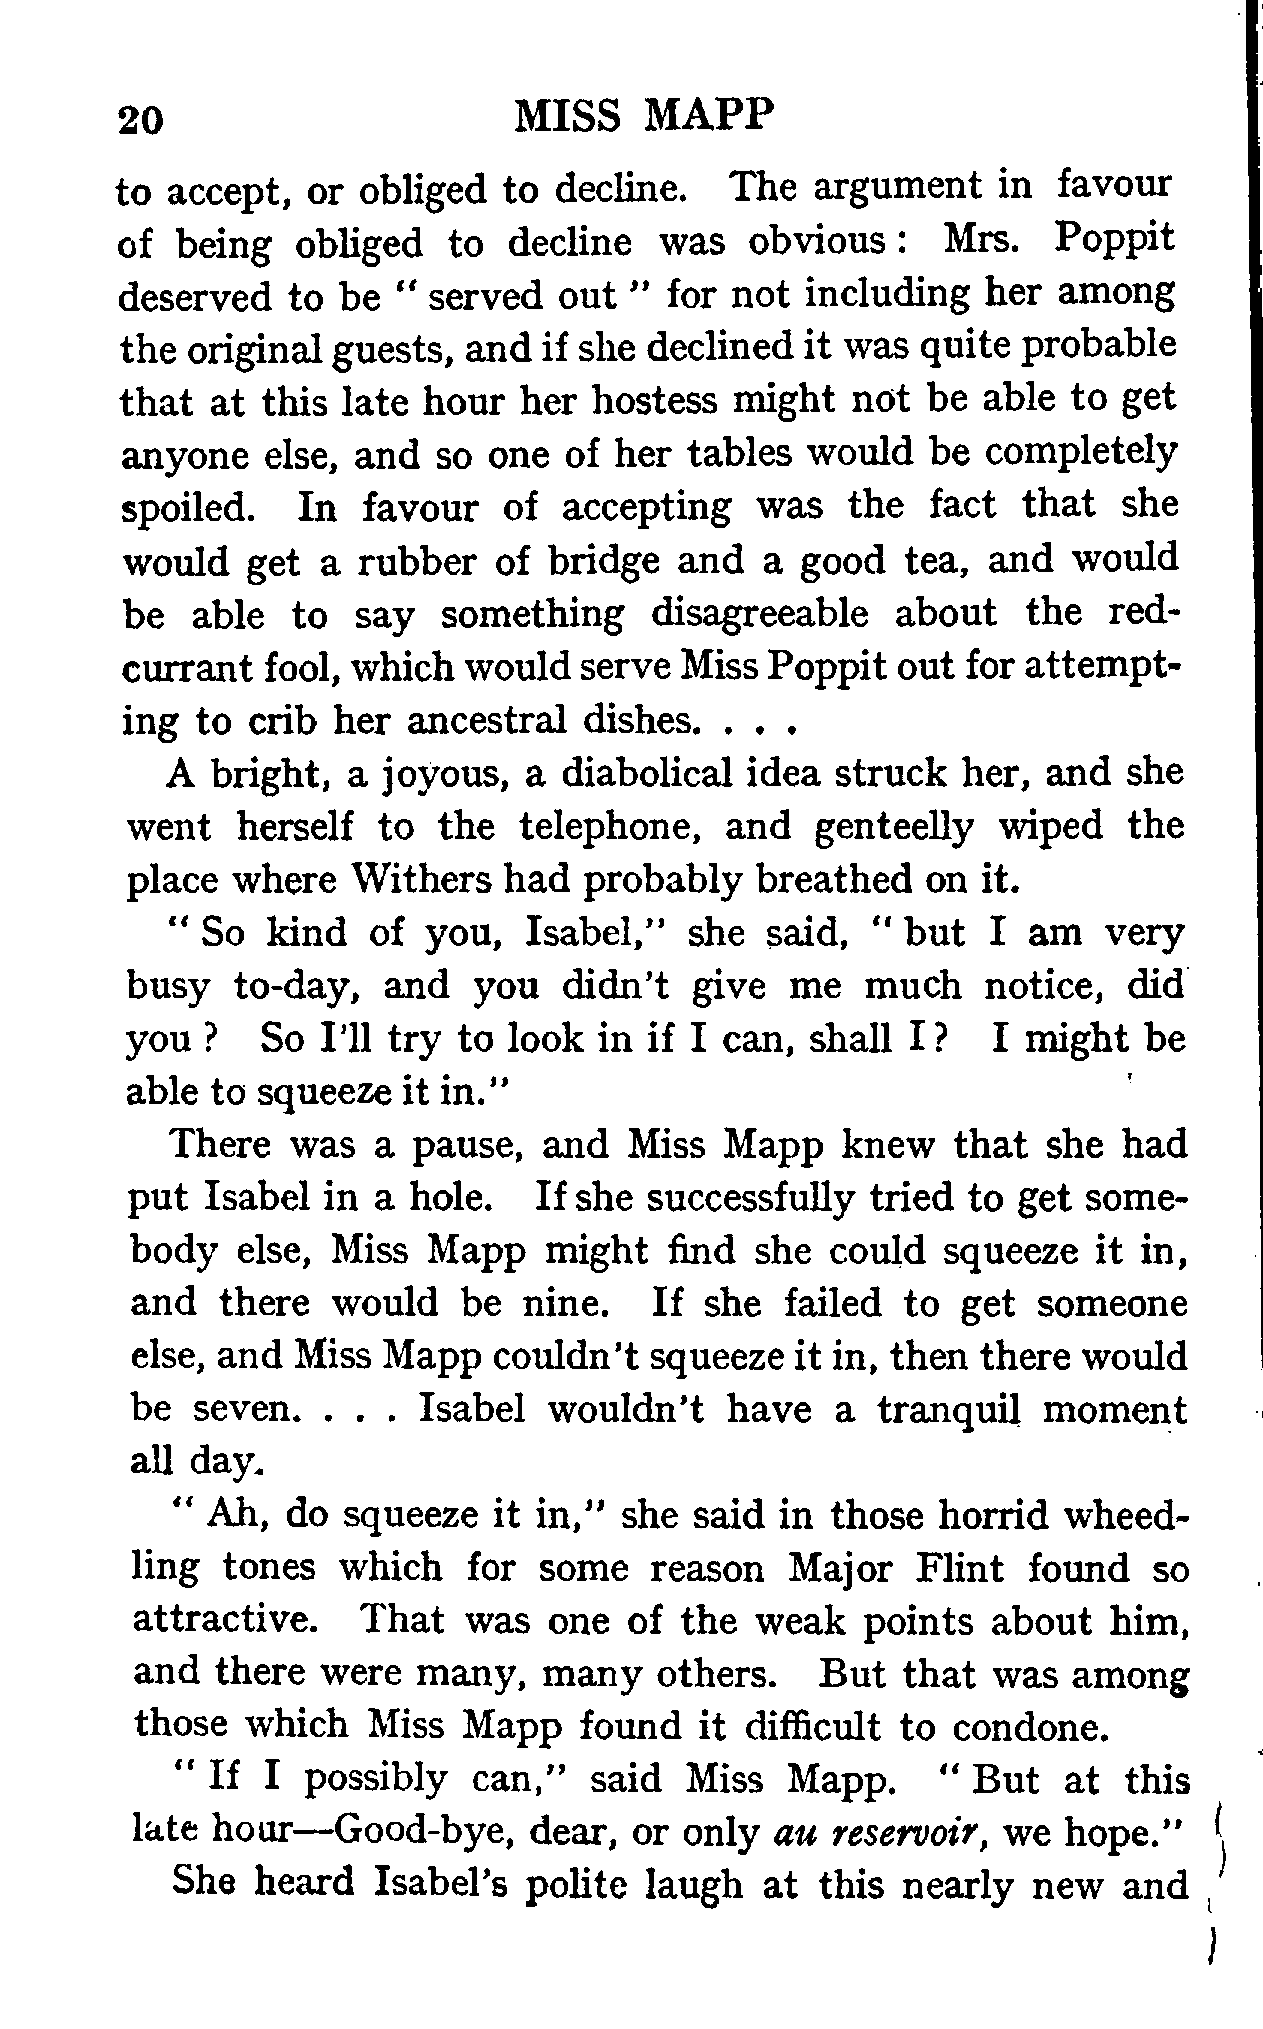 20 MISS MAPP
to accept, or obliged to decline. The argument in favour
of being obliged to decline was obvious : Mrs. Poppit
deserved to be “ served out ” for not including her among
the original guests, and if she declined it was quite probable
that at this late hour her hostess might not be able to get
anyone else, and so one of her tables would be completely
spoiled. In favour of accepting was the fact that she
would get a rubber of bridge and a good tea, and would
be able to say something disagreeable about the red-
currant fool, which would serve Miss Poppit out for attempt-
ing to crib her ancestral dishes. . . .
A bright, a joyous, a diabolical idea struck her, and she
went herself to the telephone, and genteelly wiped the
place where Withers had probably breathed on it.
“ So kind of you, Isabel,” she said, “ but I am very
busy to-day, and you didn’t give me much notice, did
you ? So I’ll try to look in if I can, shall I ? I might be
able to squeeze it in.”
There was a pause, and Miss Mapp knew that she had
put Isabel in a hole. If she successfully tried to get some-
body else, Miss Mapp might find she could squeeze it in,
and there would be nine. If she failed to get someone
else, and Miss Mapp couldn’t squeeze it in, then there would
be seven. . . . Isabel wouldn’t have a tranquil moment
all day.
“ Ah, do squeeze it in,” she said in those horrid wheed-
ling tones which for some reason Major Flint found so
attractive. That was one of the weak points about him,
and there were many, many others. But that was among
those which Miss Mapp found it difficult to condone.
“ If I possibly can,” said Miss Mapp. “ But at this
late hour—Good-bye, dear, or only au reservoir, we hope.”
She heard Isabel’s polite laugh at this nearly new and